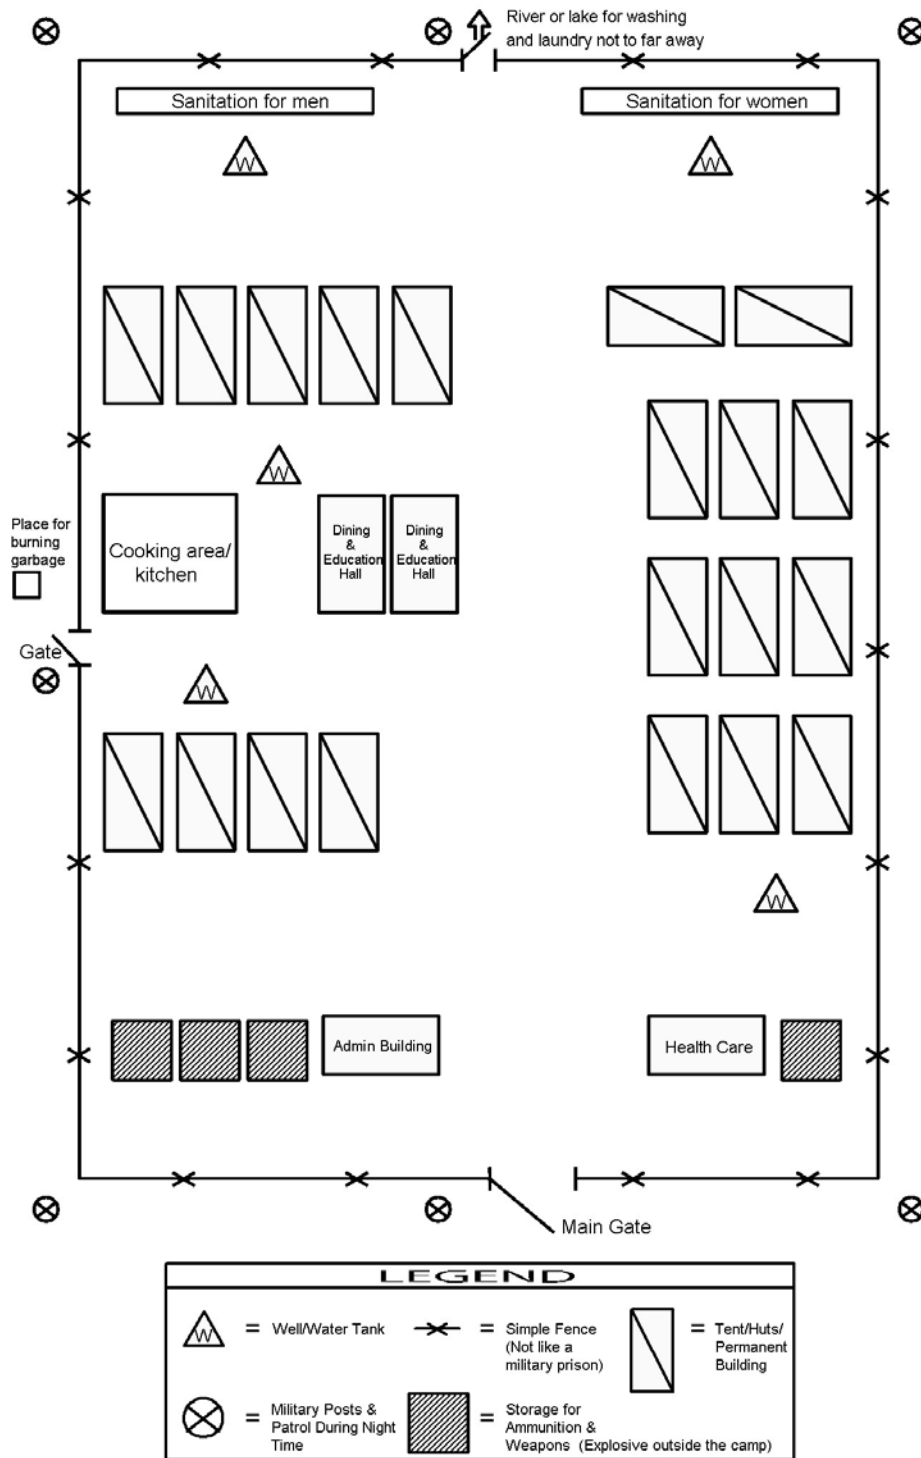 River or lake for washing
and laundry not to far away
Sanitation for men
Sanitation for women
W
W
W
Place for
burning
garbage
Cooking area/
kitchen
Dining
&
Education
Hall
Dining
&
Education
Hall
Gate
W
W
Admin Building
Health Care
Main Gate
LEGEND
W = Well/Water Tank
= Simple Fence
(Not like a
military prison)
= Tent/Huts/
Permanent
Building
= Military Posts &
Patrol During Night
Time
= Storage for
Ammunition &
Weapons (Explosive outside the camp)